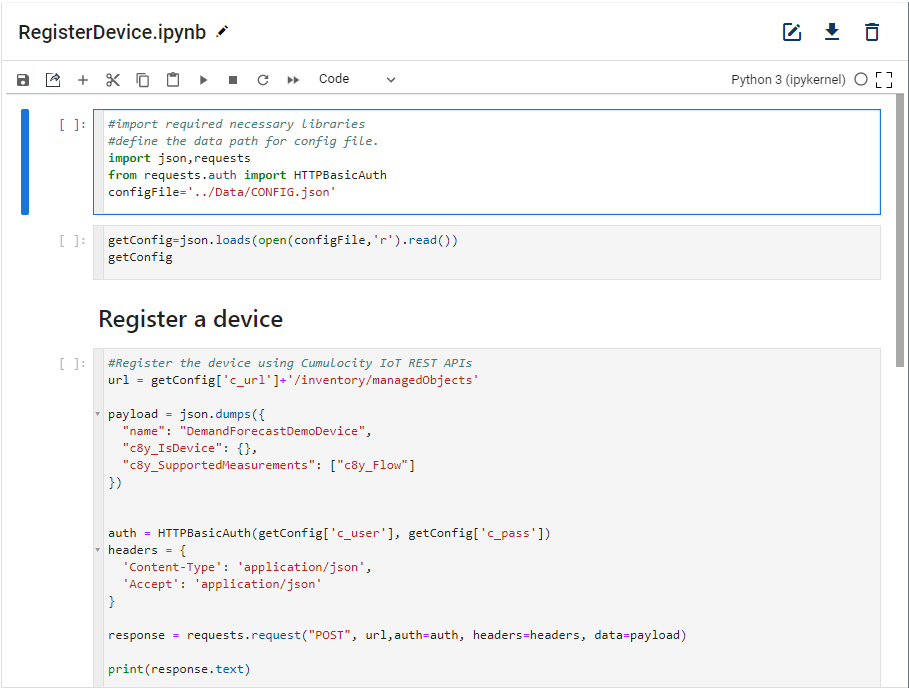 RegisterDevice.ipynb
Code
Python 3 (ipykernel)
[ ]:
#import required necessary libraries
#define the data path for config file.
import json,requests
from requests.auth import HTTPBasicAuth
configFile='../Data/CONFIG.json'
[ ]:
getConfig=json.loads(open(configFile,'r').read())
getConfig
Register a device
[ ]:
#Register the device using Cumulocity IoT REST APIs
url = getConfig['c_url']+'/inventory/managedObjects'
payload = json.dumps({
  "name": "DemandForecastDemoDevice",
  "c8y_IsDevice": {},
  "c8y_SupportedMeasurements": ["c8y_Flow"]
})
auth = HTTPBasicAuth(getConfig['c_user'], getConfig['c_pass'])
headers = {
  'Content-Type': 'application/json',
  'Accept': 'application/json'
}
response = requests.request("POST", url,auth=auth, headers=headers, data=payload)
print(response.text)